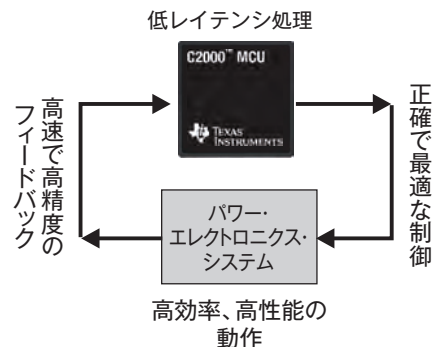 低レイテンシ処理
C2000™ MCU
TEXAS
INSTRUMENTS
高速で高精度の
フィードバック
正確で最適な制御
パワー・
エレクトロニクス・
システム
高効率、高性能の
動作